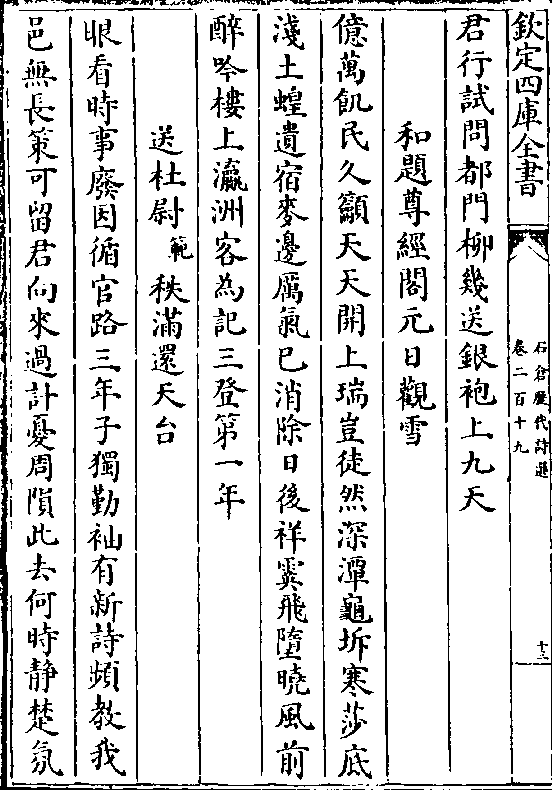 欽定四庫全書
石倉歷代詩選
卷二百十九
十二
君行試問都門柳幾送銀袍上九天
和題尊經閣元日觀雪
億萬飢民久籲天天開上瑞豈徒然深潭龜坼寒莎底
淺土蝗遺宿麥邊厲氣已消除日後祥霙飛墮曉風前
醉吟樓上瀛洲客為記三登第一年
送杜尉範秩滿還天台
眼看時事廢因循官路三年子獨勤袖有新詩頻教我
邑無長策可留君向來過計憂周隕此去何時静楚氛